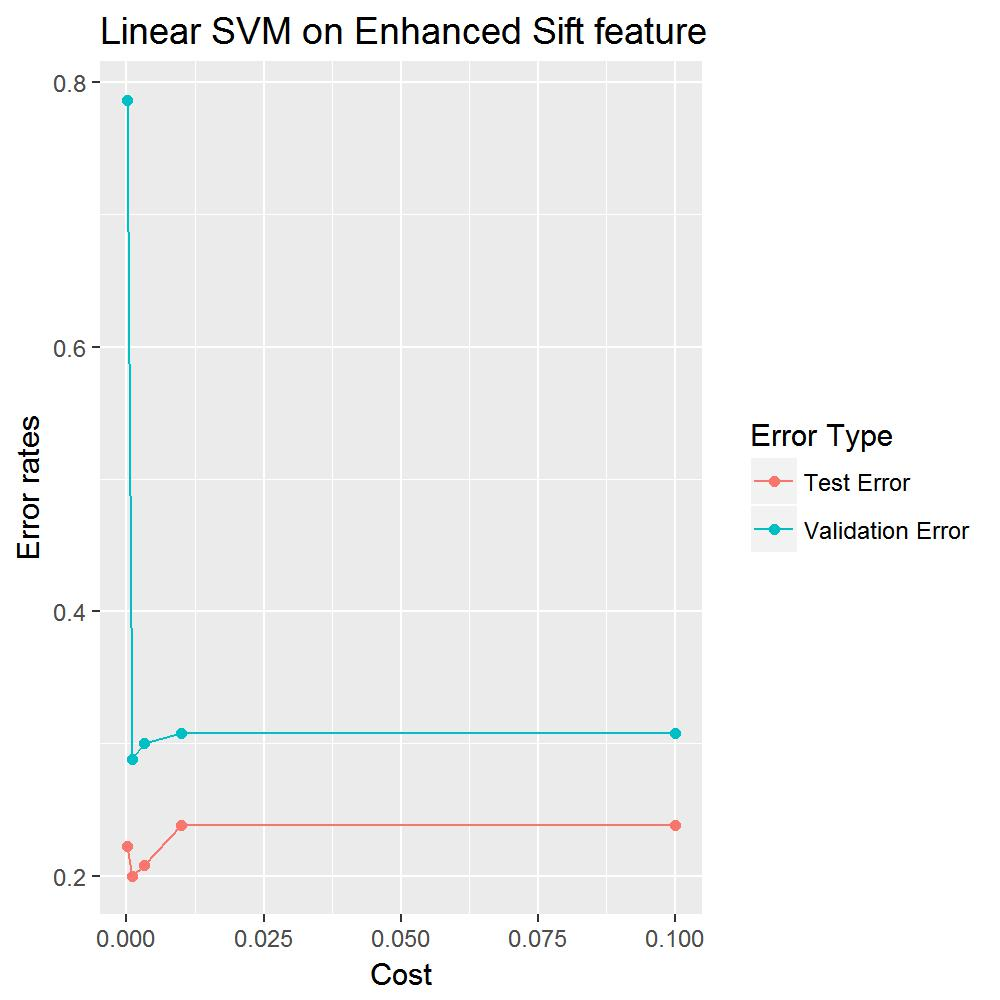 Linear SVM on Enhanced Sift feature
0.8
0.6
0.4
0.2
Error rates
0.000 0.025 0.050 0.075 0.100
Cost
Error Type
Test Error
Validation Error